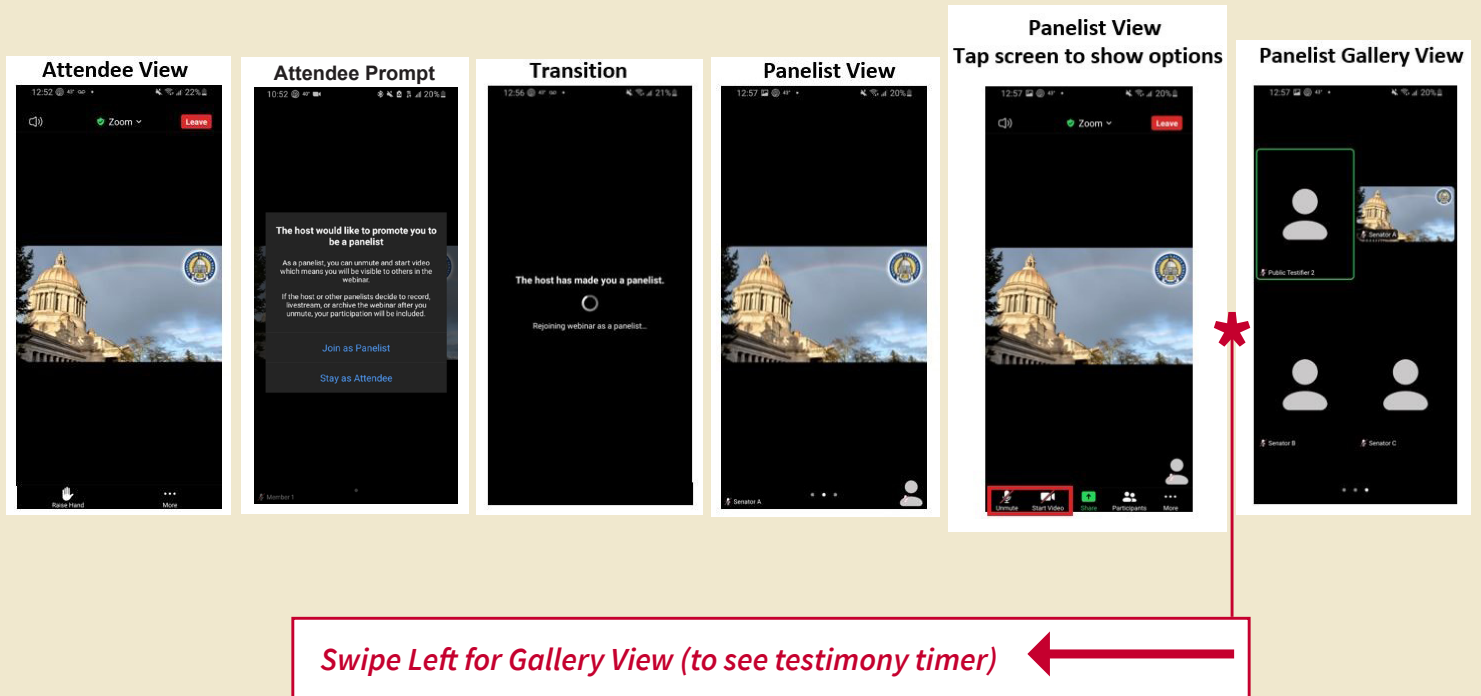 Attendee View
12:52 43° 22%
Zoom
Leave
Raise Hand
More
Attendee Prompt
10:52 40° 20%
The host would like to promote you to
be a panelist
As a panelist, you can unmute and start video
which means you will be visible to others in the
webinar.
If the host or other panelists decide to record,
livestream, or archive the webinar after you
unmute, your participation will be included.
Join as Panelist
Stay as Attendee
Member 1
Transition
12:56 21%
The host has made you a panelist.
Rejoining webinar as a panelist...
Panelist View
12:57 20%
Senator A
Panelist View
Tap screen to show options
12:57 43° 20%
Zoom
Leave
Unmute
Start Video
Share
Participants
More
Panelist Gallery View
12:57 20%
Public Testifier 2
Senator A
Senator B
Senator C
Swipe Left for Gallery View (to see testimony timer)